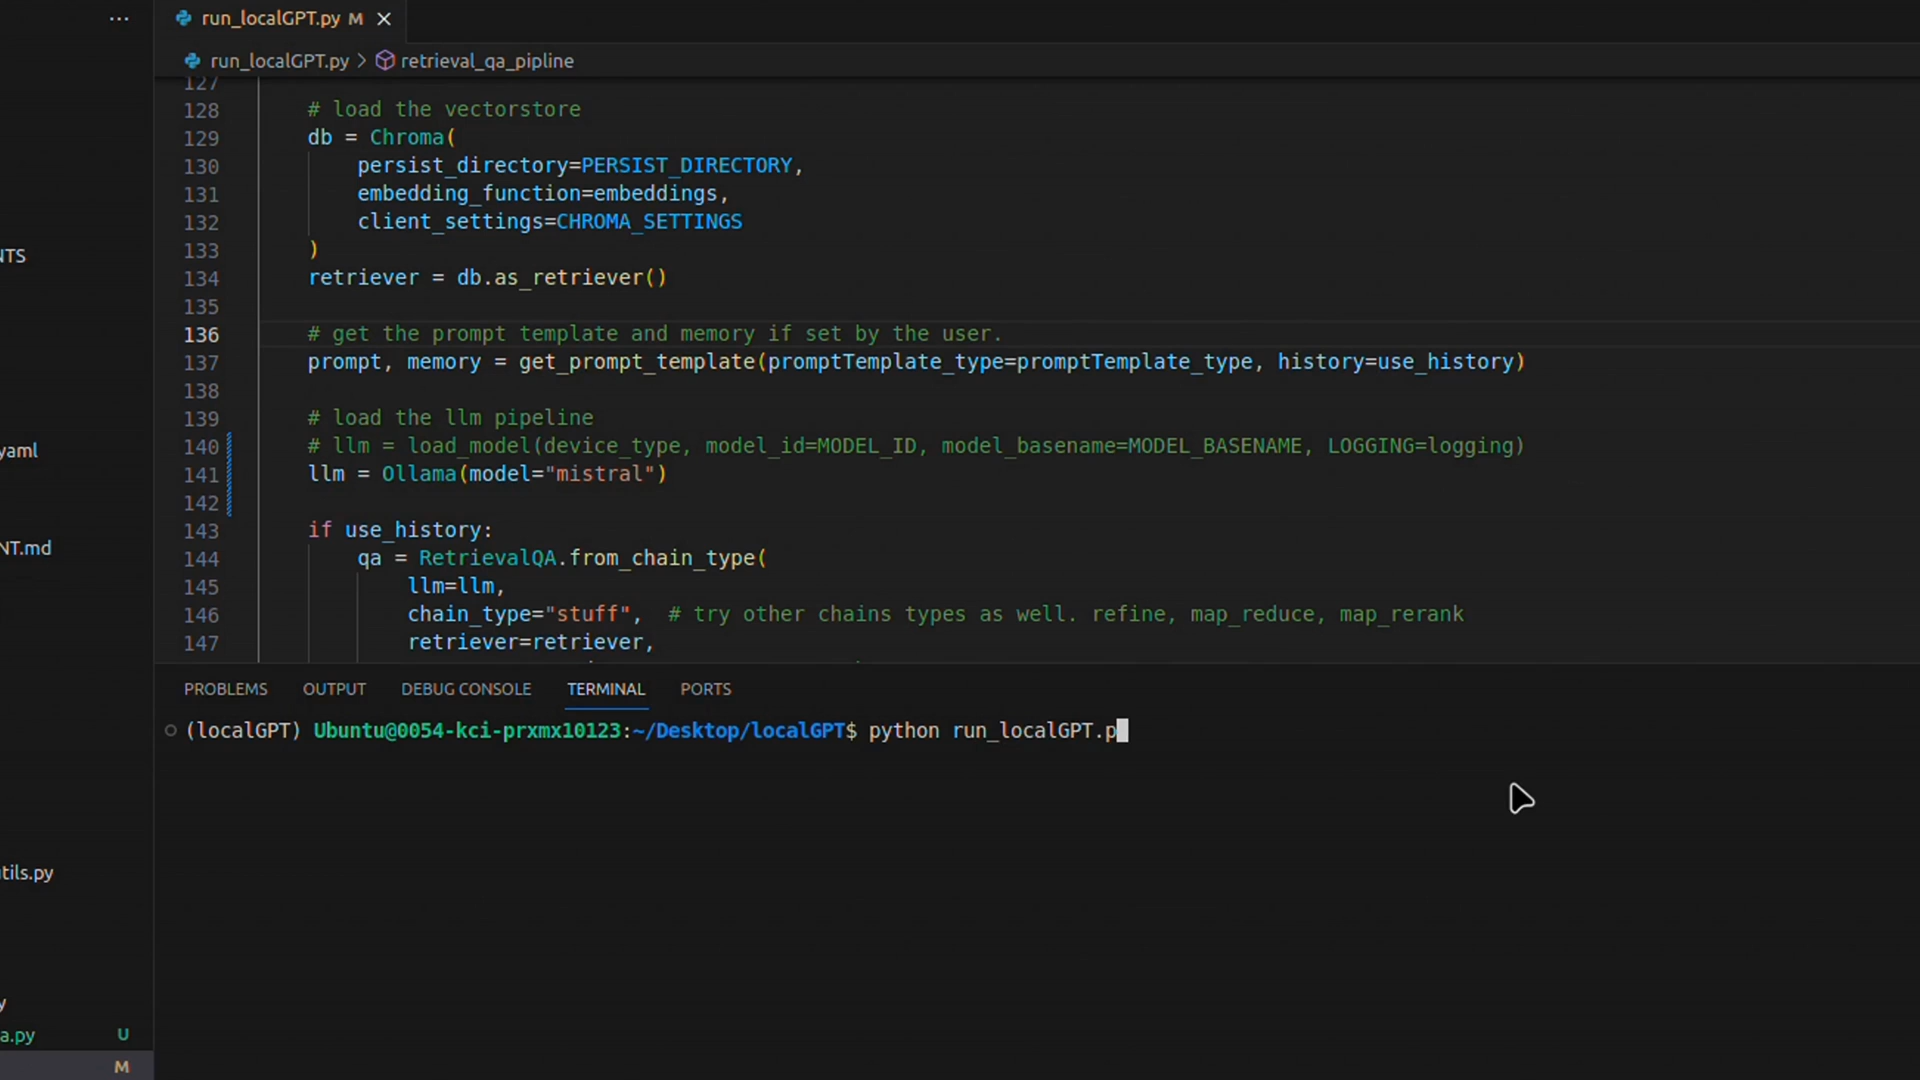 ··· run_localGPT.py M ×
run_localGPT.py > retrieval_qa_pipline
127
128 # load the vectorstore
129 db = Chroma(
130 persist_directory=PERSIST_DIRECTORY,
131 embedding_function=embeddings,
132 client_settings=CHROMA_SETTINGS
133 )
134 retriever = db.as_retriever()
135
136 # get the prompt template and memory if set by the user.
137 prompt, memory = get_prompt_template(promptTemplate_type=promptTemplate_type, history=use_history)
138
139 # load the llm pipeline
140 # llm = load_model(device_type, model_id=MODEL_ID, model_basename=MODEL_BASENAME, LOGGING=logging)
141 llm = Ollama(model="mistral")
142
143 if use_history:
144 qa = RetrievalQA.from_chain_type(
145 llm=llm,
146 chain_type="stuff", # try other chains types as well. refine, map_reduce, map_rerank
147 retriever=retriever,
PROBLEMS OUTPUT DEBUG CONSOLE TERMINAL PORTS
(localGPT) Ubuntu@0054-kci-prxmx10123:~/Desktop/localGPT$ python run_localGPT.p
NTS
yaml
NT.md
tils.py
y
a.py U
M